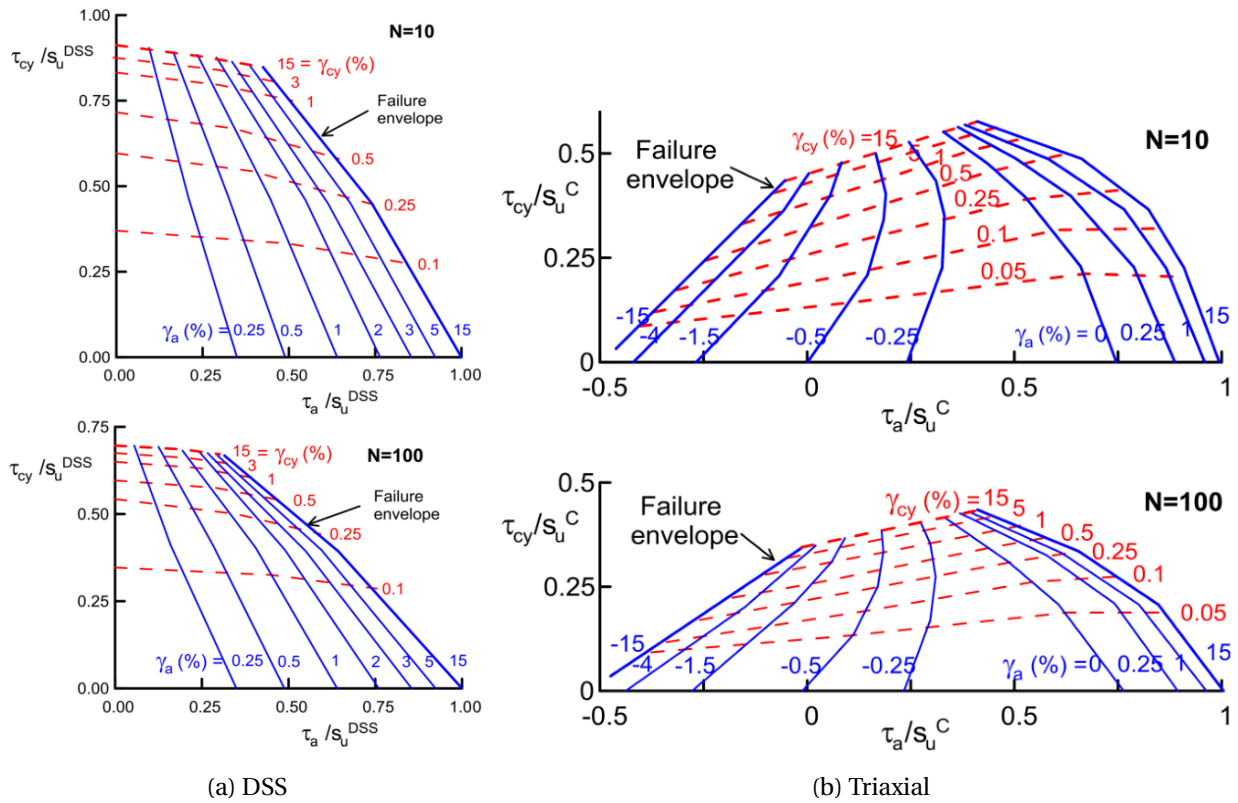 τcy /su^DSS
1.00
0.75
0.50
0.25
0.00
N=10
15 = γcy (%)
3
1
0.5
0.25
0.1
Failure
envelope
γa (%) = 0.25 0.5 1 2 3 5 15
0.00 0.25 0.50 0.75 1.00
τa /su^DSS
τcy /su^DSS
0.75
0.50
0.25
0.00
N=100
15 = γcy (%)
3
1
0.5
0.25
0.1
Failure
envelope
γa (%) = 0.25 0.5 1 2 3 5 15
0.00 0.25 0.50 0.75 1.00
τa /su^DSS
(a) DSS
τcy/su^C
0.5
0.25
0
N=10
γcy (%) = 15 5 1
0.5
0.25
0.1
0.05
Failure
envelope
-15 -4 -1.5 -0.5 -0.25 γa (%) = 0 0.25 1 15
-0.5 0 0.5 1
τa/su^C
τcy/su^C
0.5
0.25
0
N=100
γcy (%) = 15 5 1
0.5
0.25
0.1
0.05
Failure
envelope
-15 -4 -1.5 -0.5 -0.25 γa (%) = 0 0.25 1 15
-0.5 0 0.5 1
τa/su^C
(b) Triaxial